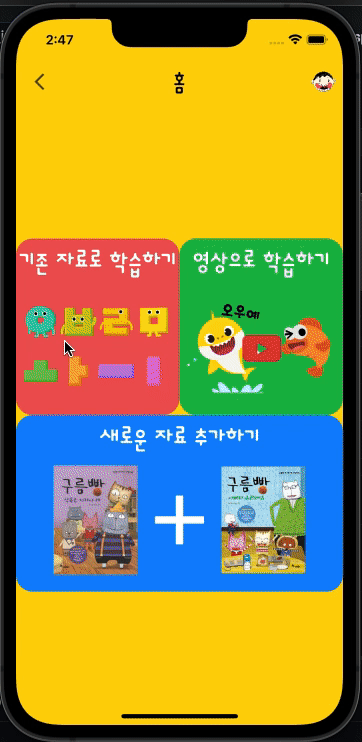 2:47
홈
기존 자료로 학습하기
영상으로 학습하기
오우예
새로운 자료 추가하기
구름빵
구름빵